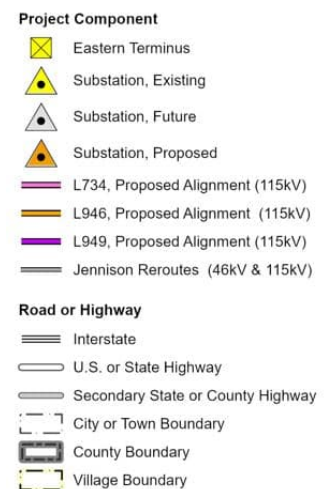 Project Component
Eastern Terminus
Substation, Existing
Substation, Future
Substation, Proposed
L734, Proposed Alignment (115kV)
L946, Proposed Alignment (115kV)
L949, Proposed Alignment (115kV)
Jennison Reroutes (46kV & 115kV)
Road or Highway
Interstate
U.S. or State Highway
Secondary State or County Highway
City or Town Boundary
County Boundary
Village Boundary